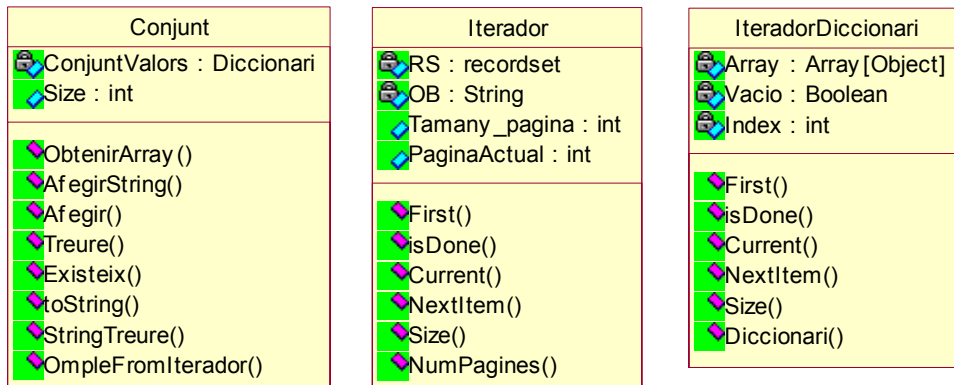 Conjunt
ConjuntValors : Diccionari
Size : int
ObtenirArray()
AfegirString()
Afegir()
Treure()
Existeix()
toString()
StringTreure()
OmpleFromIterador()
Iterador
RS : recordset
OB : String
Tamany_pagina : int
PaginaActual : int
First()
isDone()
Current()
NextItem()
Size()
NumPagines()
IteradorDiccionari
Array : Array[Object]
Vacio : Boolean
Index : int
First()
isDone()
Current()
NextItem()
Size()
Diccionari()